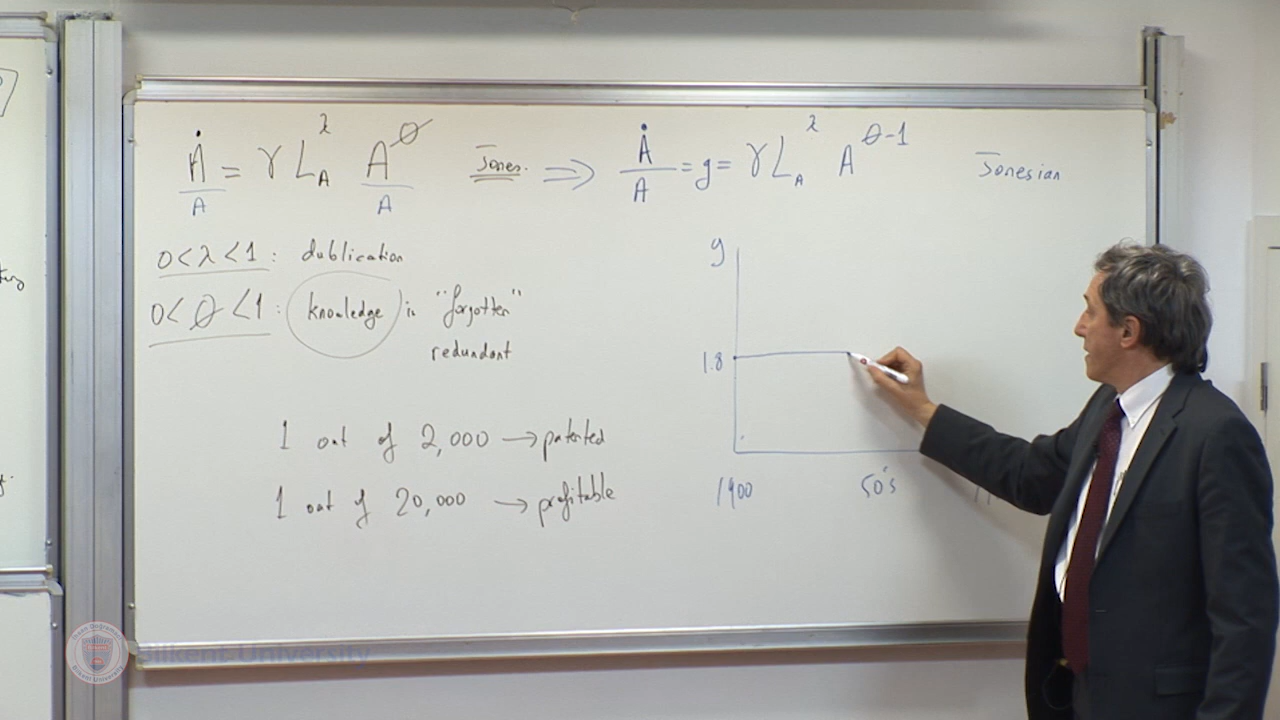 Ȧ/A = γ L_A^λ A^Ø/A Jones. ⟹ Ȧ/A = g = γ L_A^λ A^(Ø-1) Jonesian
0 < λ < 1 : dublication
0 < Ø < 1 : knowledge is "forgotten"
redundant
1 out of 2,000 → patented
1 out of 20,000 → profitable
g
1.8
1900 50's
Bilkent University